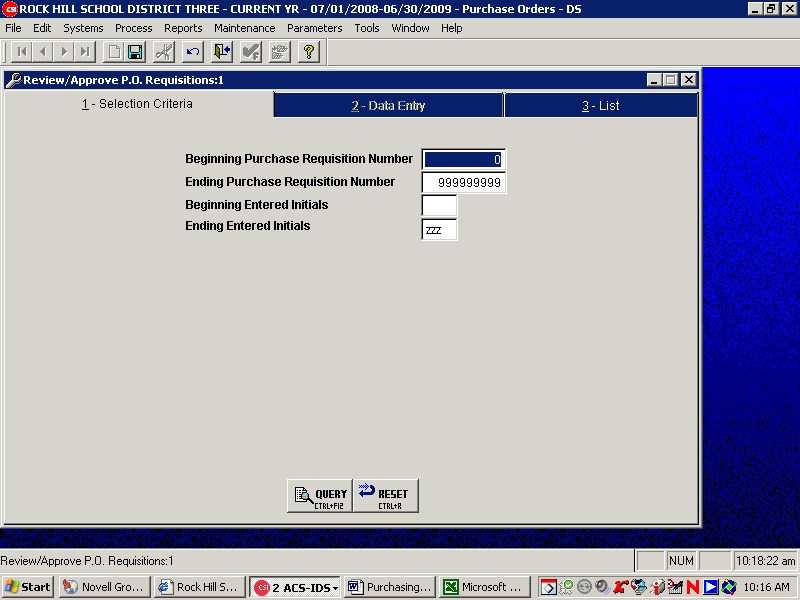 CSI ROCK HILL SCHOOL DISTRICT THREE - CURRENT YR - 07/01/2008-06/30/2009 - Purchase Orders - DS
File Edit Systems Process Reports Maintenance Parameters Tools Window Help
Review/Approve P.O. Requisitions:1
1 - Selection Criteria 2 - Data Entry 3 - List
Beginning Purchase Requisition Number 0
Ending Purchase Requisition Number 999999999
Beginning Entered Initials
Ending Entered Initials zzz
QUERY RESET
CTRL+F12 CTRL+R
Review/Approve P.O. Requisitions:1 NUM 10:18:22 am
Start Novell Gro... Rock Hill S... CSI 2 ACS-IDS Purchasing... Microsoft ... N 10:16 AM